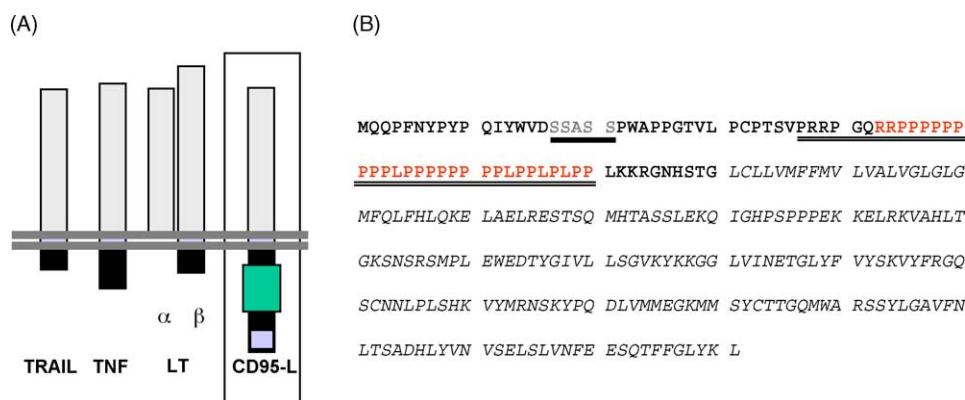 (A)
(B)
MQQPFNYPYP QIYWVDSSAS SPWAPPGTVL PCPTSVPRRP GQRRPPPPPP
PPPLPPPPPP PPLPPLPLPP LKKRGNHSTG LCLLVMFFMV LVALVGLGLG
MFQLFHLQKE LAELRESTSQ MHTASSLEKQ IGHPSPPPEK KELRKVAHLT
GKSNSRSMPL EWEDTYGIVL LSGVKYKKGG LVINETGLYF VYSKVYFRGQ
SCNNLPLSHK VYMRNSKYPQ DLVMMEGKMM SYCTTGQMWA RSSYLGAVFN
LTSADHLYVN VSELSLVNFE ESQTFFGLYK L
α β
TRAIL TNF LT CD95-L